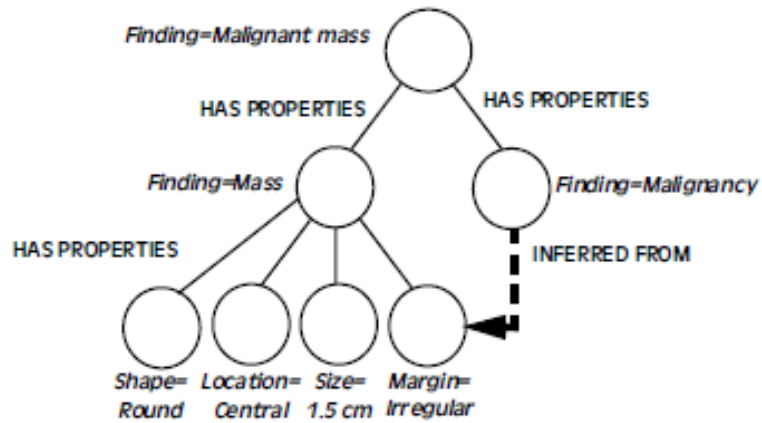 Finding=Malignant mass
HAS PROPERTIES
HAS PROPERTIES
Finding=Mass
Finding=Malignancy
HAS PROPERTIES
INFERRED FROM
Shape= Location= Size= Margin=
Round Central 1.5 cm Irregular